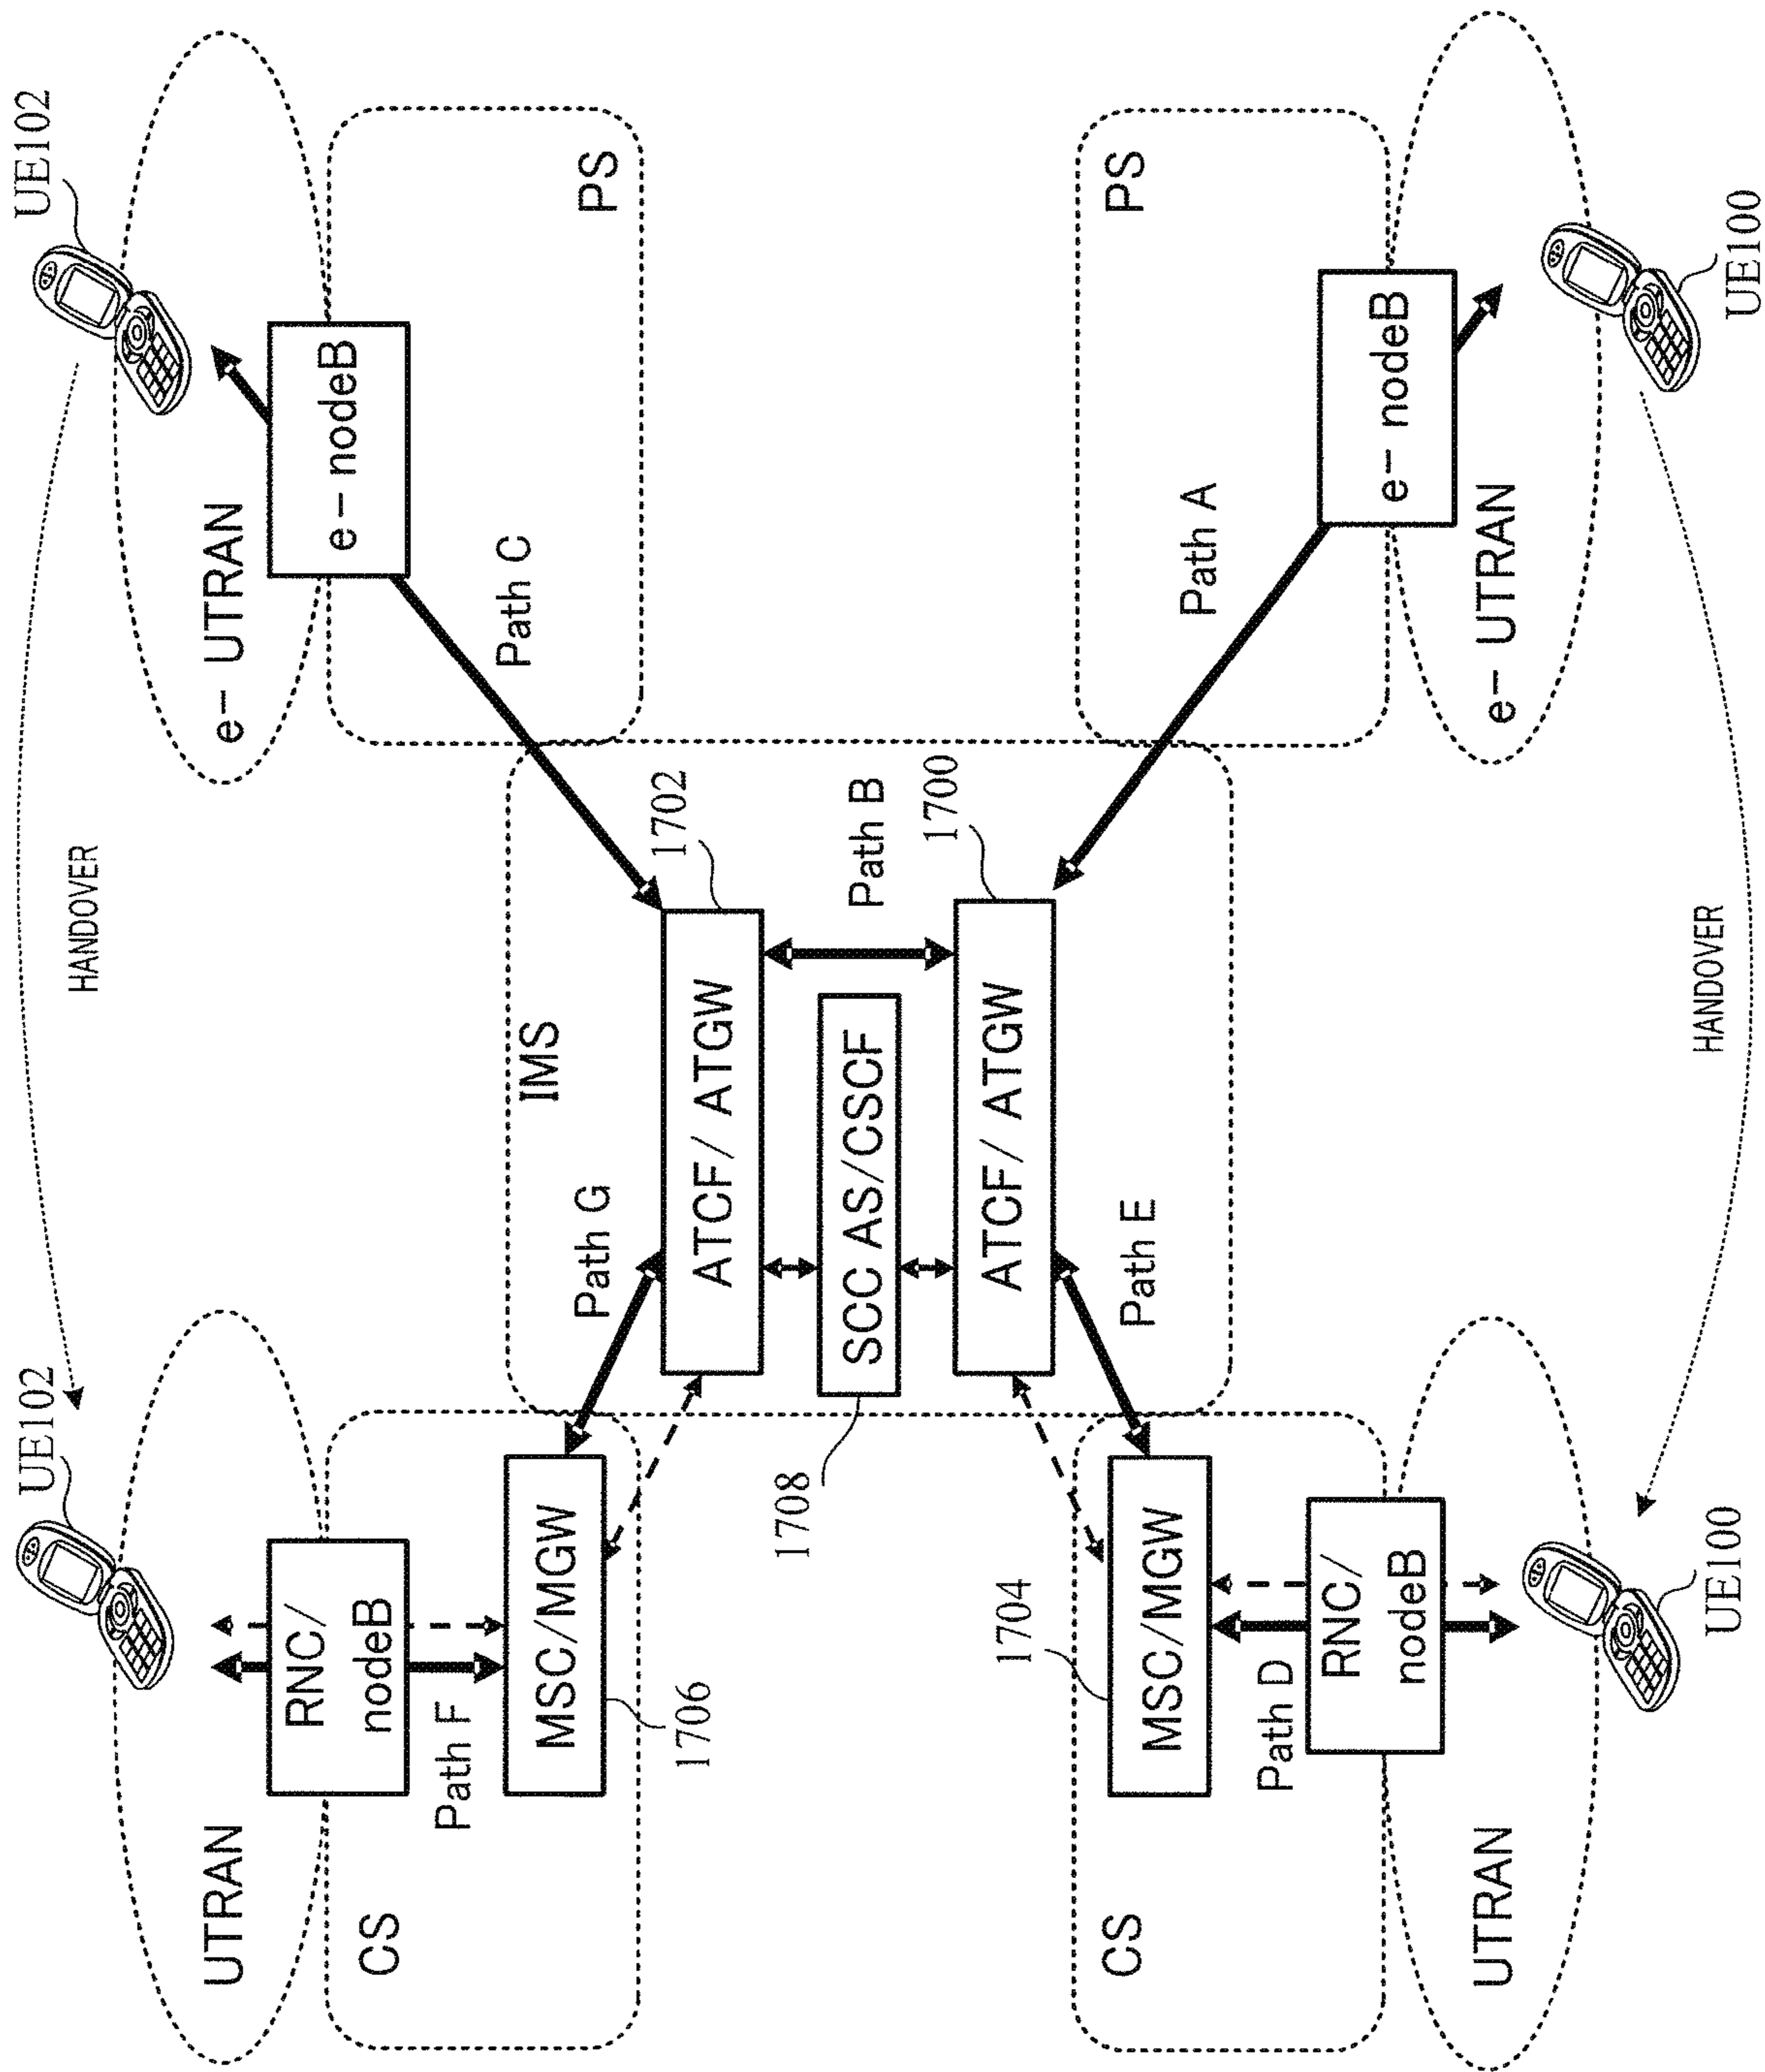 UE102
UE102
HANDOVER
UTRAN
e- UTRAN
RNC/
nodeB
e- nodeB
CS
Path F
Path C
IMS
MSC/MGW
Path G
PS
1706
1702
ATCF/ ATGW
1708
SCC AS/CSCF
Path B
1700
ATCF/ ATGW
1704
CS
Path E
PS
MSC/MGW
Path A
Path D
RNC/
nodeB
e- nodeB
UTRAN
e- UTRAN
HANDOVER
UE100
UE100